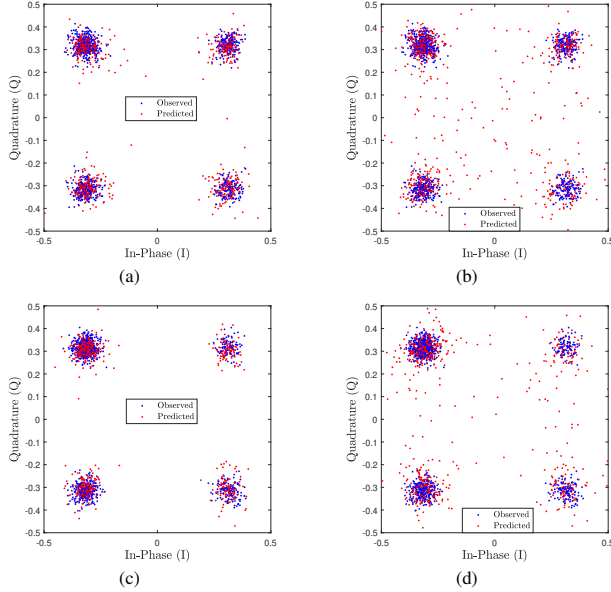 0.5
0.4
0.3
0.2
0.1
0
-0.1
-0.2
-0.3
-0.4
-0.5
Quadrature (Q)
Observed
Predicted
-0.5 0 0.5
In-Phase (I)
(a)
0.5
0.4
0.3
0.2
0.1
0
-0.1
-0.2
-0.3
-0.4
-0.5
Quadrature (Q)
Observed
Predicted
-0.5 0 0.5
In-Phase (I)
(b)
0.5
0.4
0.3
0.2
0.1
0
-0.1
-0.2
-0.3
-0.4
-0.5
Quadrature (Q)
Observed
Predicted
-0.5 0 0.5
In-Phase (I)
(c)
0.5
0.4
0.3
0.2
0.1
0
-0.1
-0.2
-0.3
-0.4
-0.5
Quadrature (Q)
Observed
Predicted
-0.5 0 0.5
In-Phase (I)
(d)